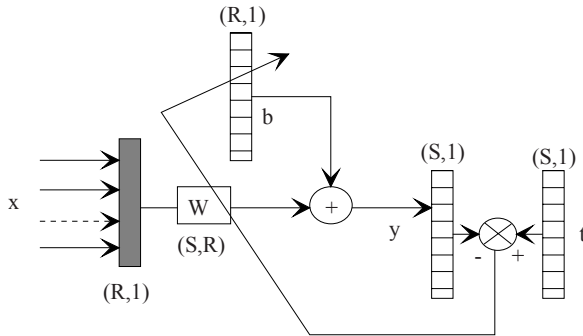 (R,1)
b
(S,1)
(S,1)
x
W
+
y
t
(S,R)
- +
(R,1)